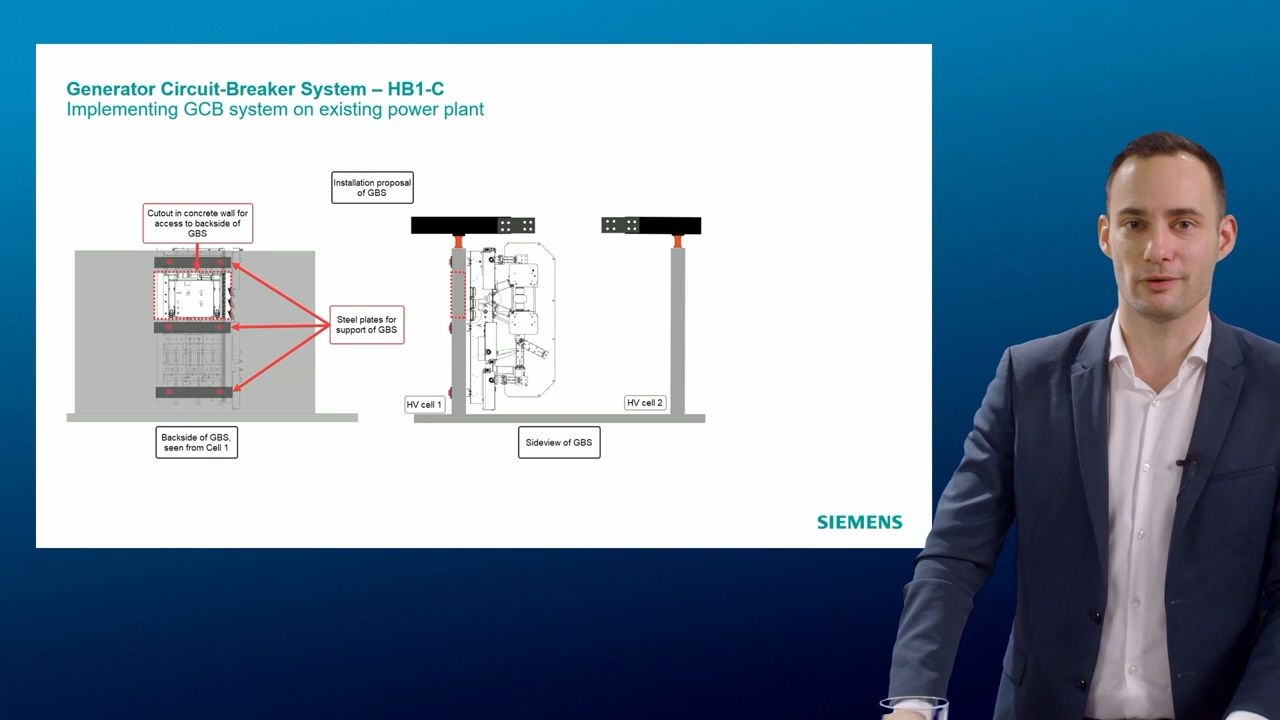 Generator Circuit-Breaker System – HB1-C
Implementing GCB system on existing power plant
Installation proposal
of GBS
Cutout in concrete wall for
access to backside of
GBS
Steel plates for
support of GBS
HV cell 1
HV cell 2
Backside of GBS,
seen from Cell 1
Sideview of GBS
SIEMENS